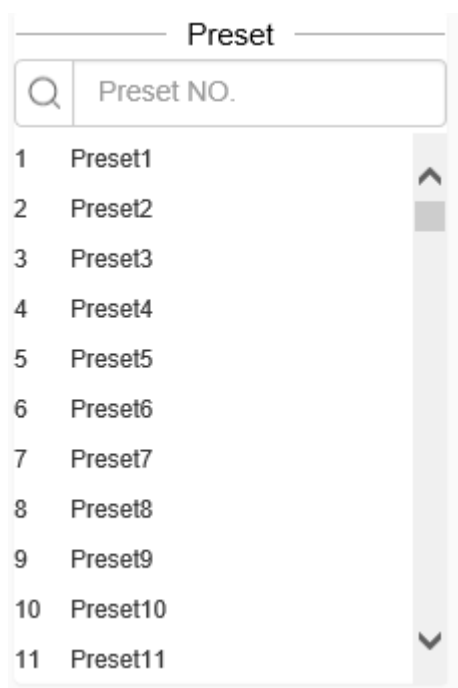 Preset
Preset NO.
1 Preset1
2 Preset2
3 Preset3
4 Preset4
5 Preset5
6 Preset6
7 Preset7
8 Preset8
9 Preset9
10 Preset10
11 Preset11